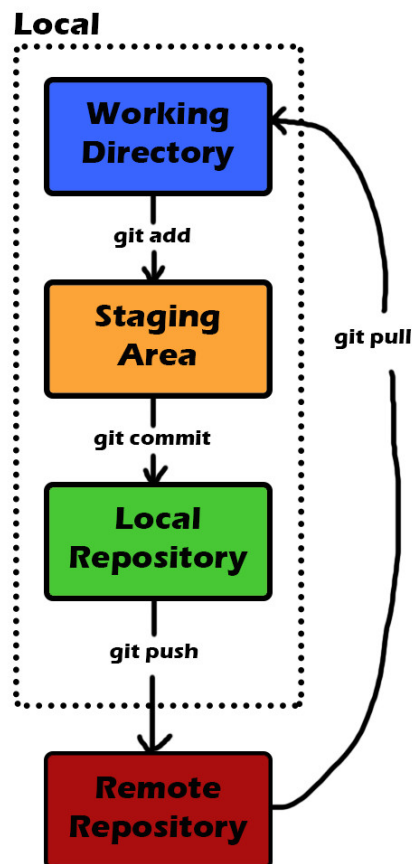 Local
Working
Directory
git add
Staging
Area
git pull
git commit
Local
Repository
git push
Remote
Repository